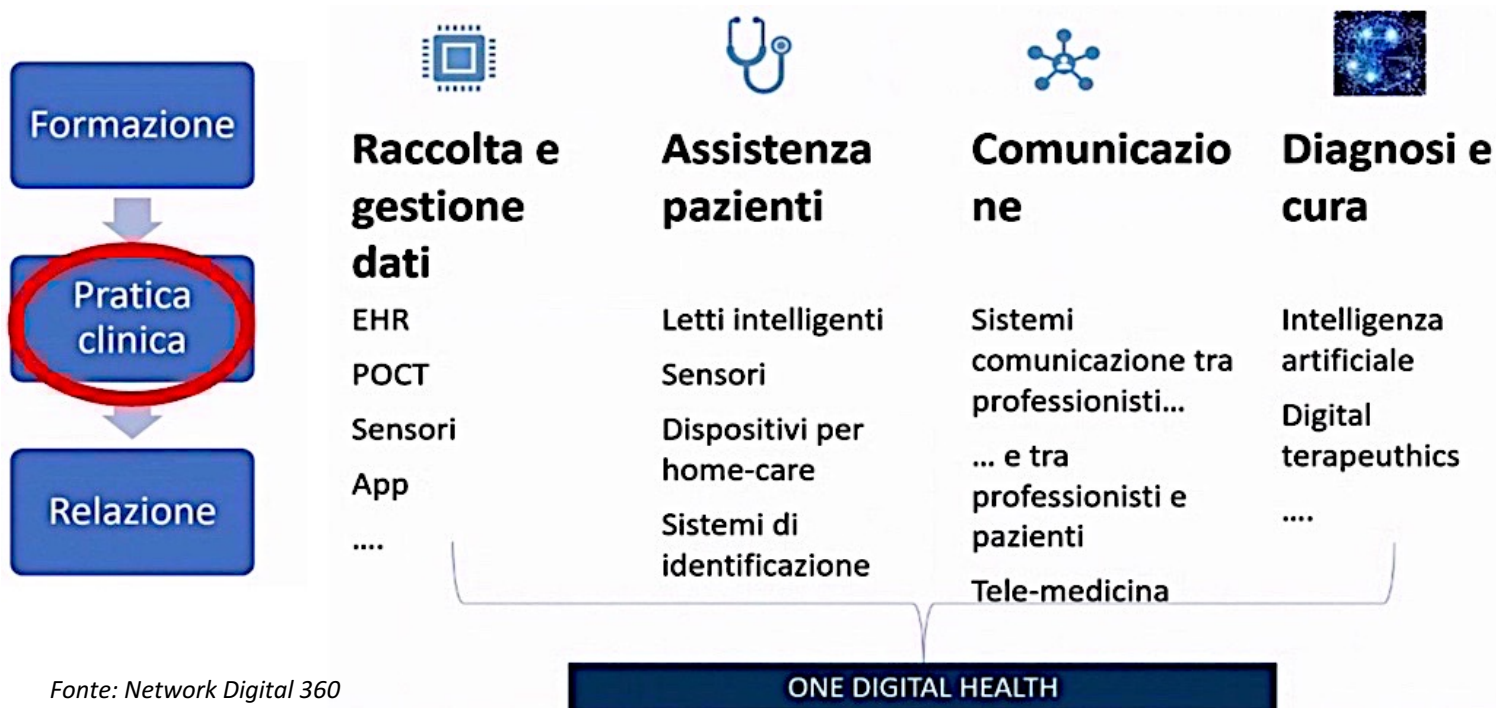 Formazione
Pratica
clinica
Relazione
Raccolta e
gestione
dati
EHR
POCT
Sensori
App
....
Assistenza
pazienti
Letti intelligenti
Sensori
Dispositivi per
home-care
Sistemi di
identificazione
Comunicazio
ne
Sistemi
comunicazione tra
professionisti...
... e tra
professionisti e
pazienti
Tele-medicina
Diagnosi e
cura
Intelligenza
artificiale
Digital
terapeuthics
....
ONE DIGITAL HEALTH
Fonte: Network Digital 360